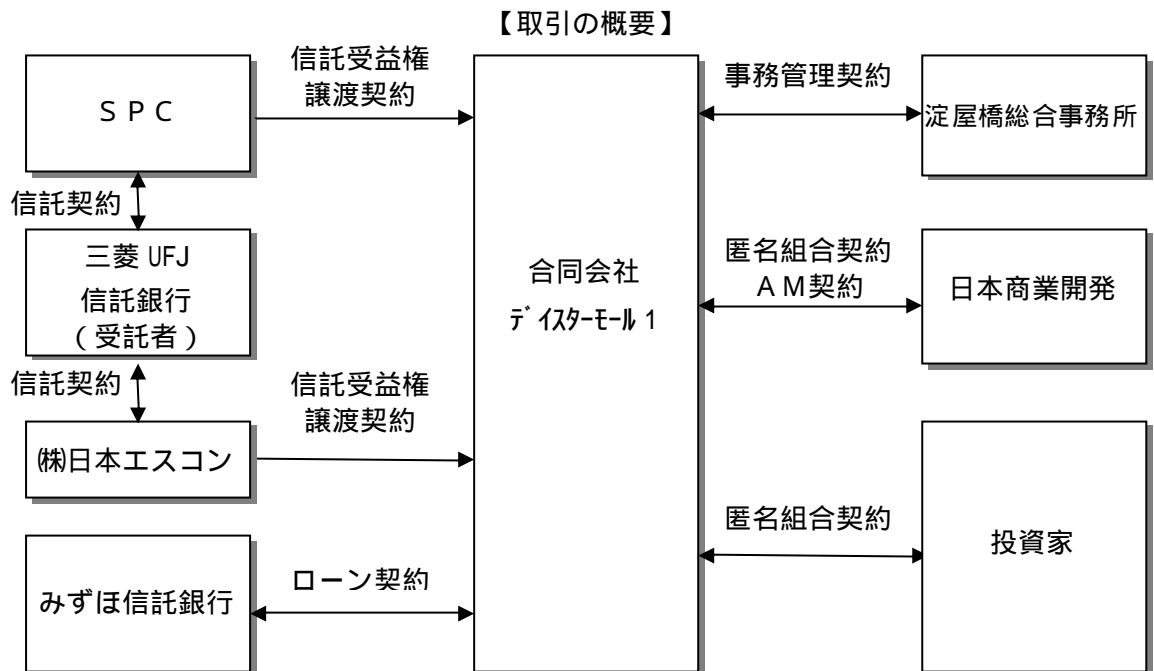 【取引の概要】
ＳＰＣ
信託受益権
譲渡契約
信託契約
三菱 UFJ
信託銀行
（受託者）
信託契約
信託受益権
譲渡契約
㈱日本エスコン
みずほ信託銀行
ローン契約
合同会社
ﾃﾞｲｽﾀｰﾓｰﾙ 1
事務管理契約
淀屋橋総合事務所
匿名組合契約
ＡＭ契約
日本商業開発
匿名組合契約
投資家